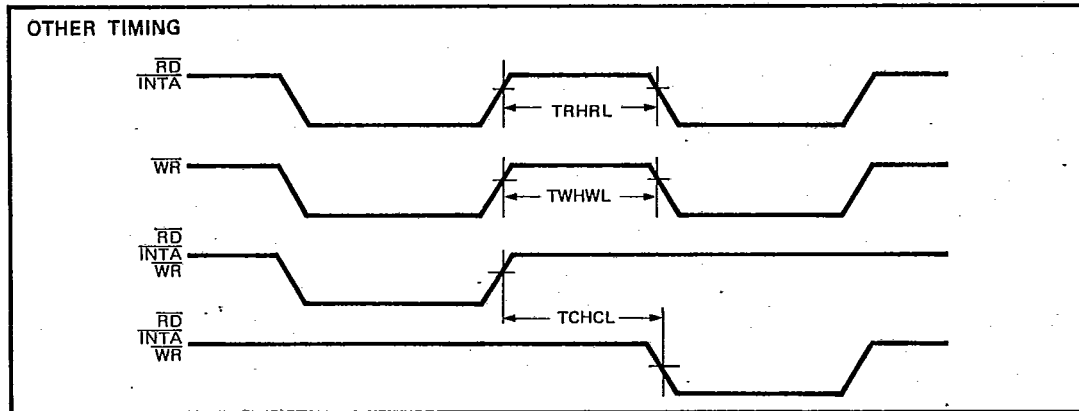 OTHER TIMING
RD
INTA
TRHRL
WR
TWHWL
RD
INTA
WR
TCHCL
RD
INTA
WR